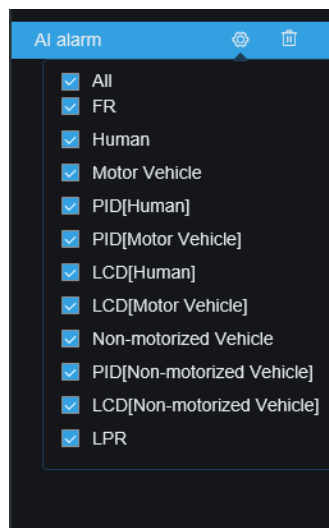 AI alarm
All
FR
Human
Motor Vehicle
PID[Human]
PID[Motor Vehicle]
LCD[Human]
LCD[Motor Vehicle]
Non-motorized Vehicle
PID[Non-motorized Vehicle]
LCD[Non-motorized Vehicle]
LPR